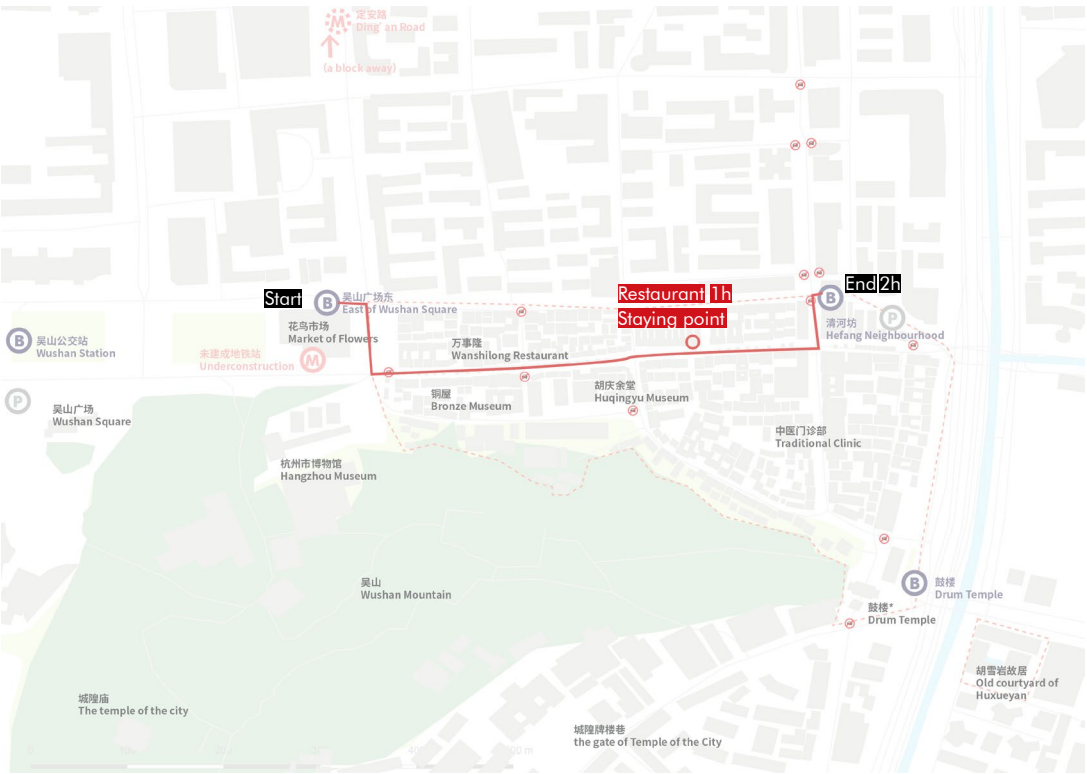 定安路
M
Ding' an Road
(a block away)
Start
B
吴山广场东
East of Wushan Square
Restaurant 1h
Staying point
End 2h
B
清河坊
Hefang Neighbourhood
P
花鸟市场
Market of Flowers
B
吴山公交站
Wushan Station
未建成地铁站
Underconstruction
M
万事隆
Wanshilong Restaurant
P
吴山广场
Wushan Square
铜屋
Bronze Museum
胡庆余堂
Huqingyu Museum
中医门诊部
Traditional Clinic
杭州市博物馆
Hangzhou Museum
吴山
Wushan Mountain
B
鼓楼
Drum Temple
鼓楼*
Drum Temple
胡雪岩故居
Old courtyard of
Huxueyan
城隍庙
The temple of the city
城隍牌楼巷
the gate of Temple of the City
0